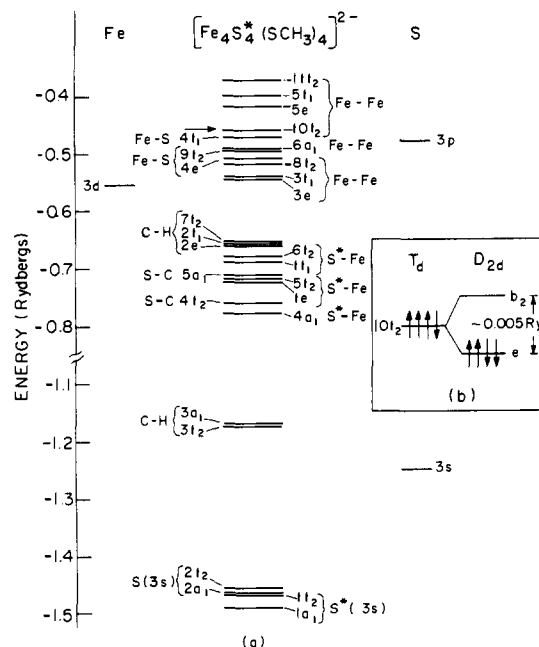 Fe [Fe4S4*(SCH3)4]2- S
ENERGY (Rydbergs)
-0.4
-0.5
-0.6
-0.7
-0.8
-1.1
-1.2
-1.3
-1.4
-1.5
3d
11t2
5t1
5e
10t2
Fe-Fe
Fe-S 4t1
6a1 Fe-Fe
Fe-S
9t2
4e
8t2
3t1
3e
Fe-Fe
3p
C-H
7t2
2t1
2e
6t2
1t1
S*-Fe
S-C 5a1
5t2
1e
S*-Fe
S-C 4t2
4a1 S*-Fe
C-H
3a1
3t2
3s
S(3s)
2t2
2a1
1t2
1a1
S*(3s)
(a)
Td D2d
b2
10t2
~0.005Ry
e
(b)